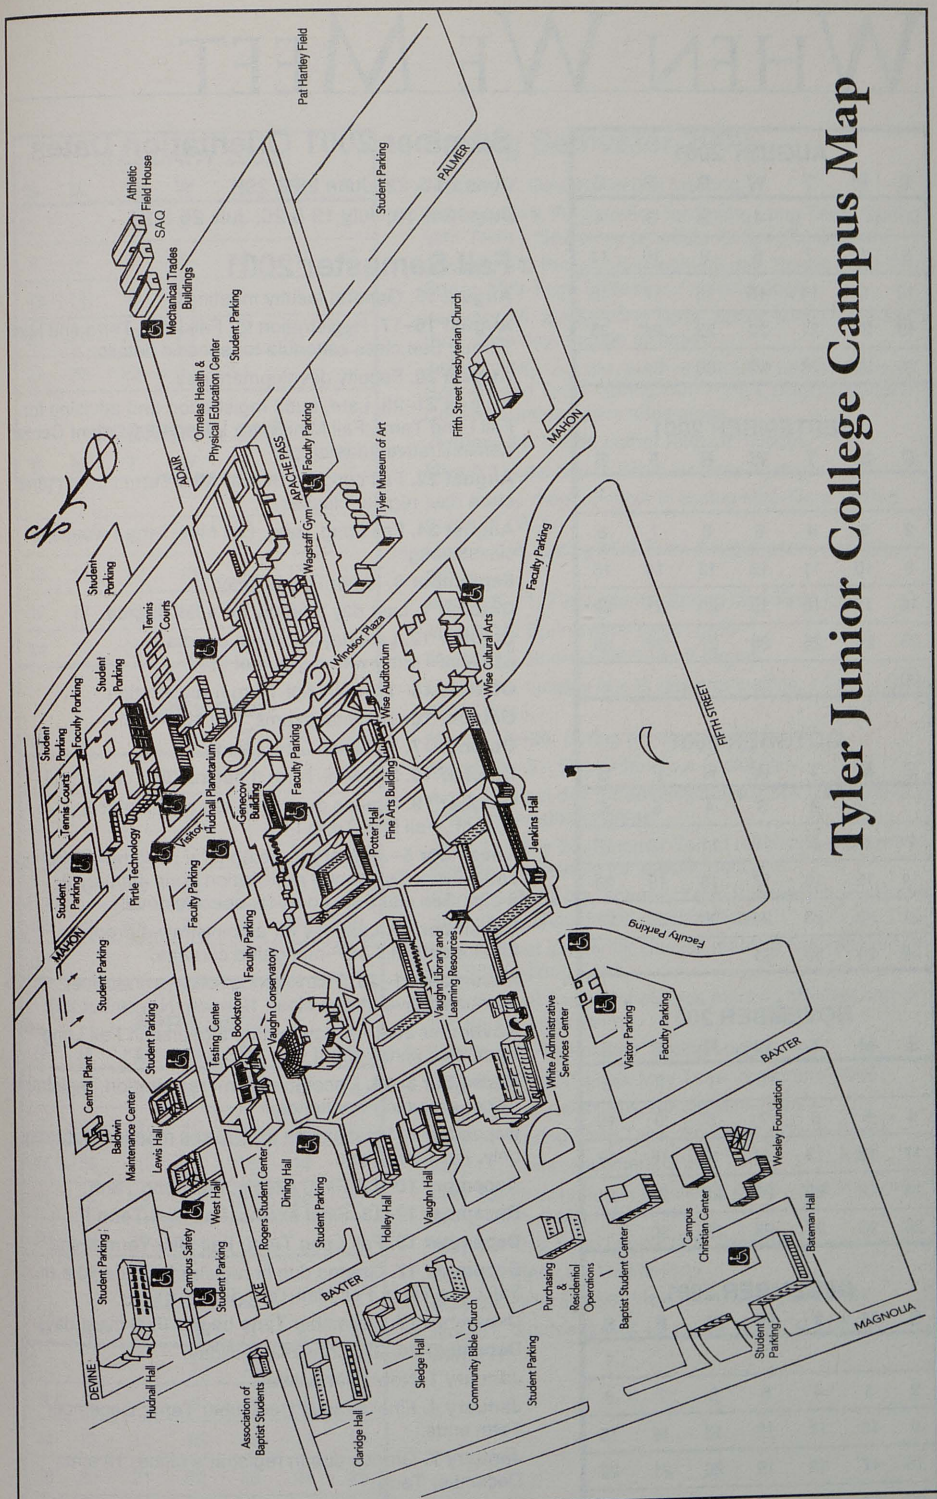 Tyler Junior College Campus Map
DEVINE
Hudnall Hall
Student Parking
Campus Safety
Student Parking
LAKE
Association of
Baptist Students
Claridge Hall
BAXTER
Sledge Hall
Community Bible Church
Student Parking
Purchasing
&
Residential
Operations
Baptist Student Center
Campus
Christian Center
Wesley Foundation
Bateman Hall
Student
Parking
MAGNOLIA
BAXTER
Central Plant
Baldwin
Maintenance Center
Lewis Hall
West Hall
Student Parking
Student Parking
Testing Center
Bookstore
Rogers Student Center
Dining Hall
Student Parking
Holley Hall
Vaughn Hall
Vaughn Conservatory
Faculty Parking
Faculty Parking
Vaughn Library and
Learning Resources
White Administrative
Services Center
Visitor Parking
Faculty Parking
Faculty Parking
MAHON
Student
Parking
Tennis Courts
Student
Parking
Faculty Parking
Student
Parking
Tennis
Courts
Student
Parking
Pirtle Technology
Visitor
Hudnall Planetarium
Genecov
Building
Faculty Parking
Potter Hall
Fine Arts Building
Wise Auditorium
Windsor Plaza
Wise Cultural Arts
Jenkins Hall
FIFTH STREET
Faculty Parking
N
ADAIR
Ornelas Health &
Physical Education Center
Student Parking
APACHE PASS
Wagstaff Gym
Faculty Parking
Tyler Museum of Art
Fifth Street Presbyterian Church
MAHON
Athletic
Field House
SAQ
Mechanical Trades
Buildings
Pat Hartley Field
Student Parking
PALMER